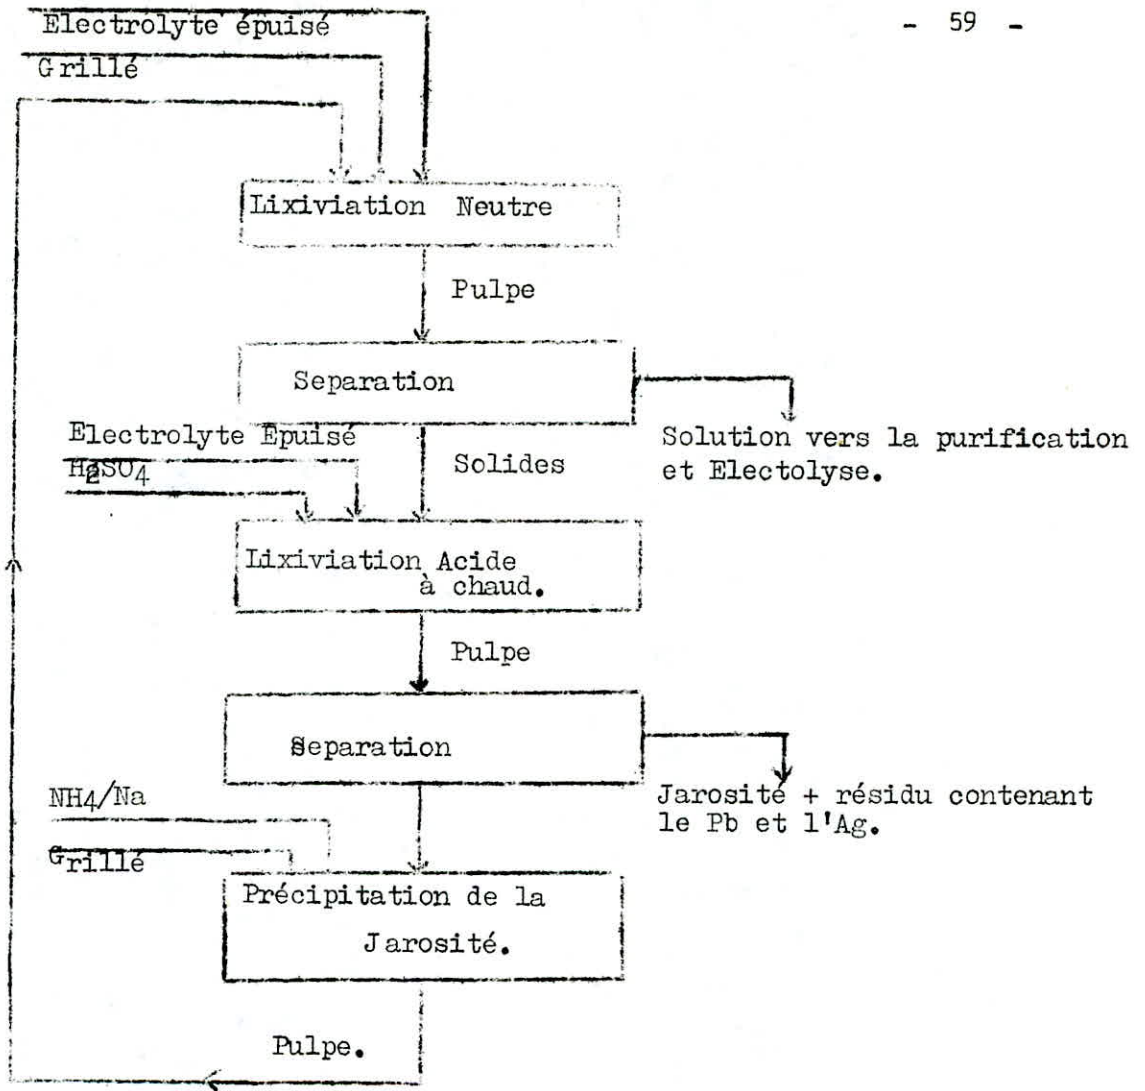 - 59 -
Electrolyte épuisé
Grillé
Lixiviation Neutre
Pulpe
Separation
Electrolyte Epuisé
H2SO4
Solides
Solution vers la purification
et Electolyse.
Lixiviation Acide
à chaud.
Pulpe
Separation
NH4/Na
Grillé
Jarosité + résidu contenant
le Pb et l'Ag.
Précipitation de la
Jarosité.
Pulpe.